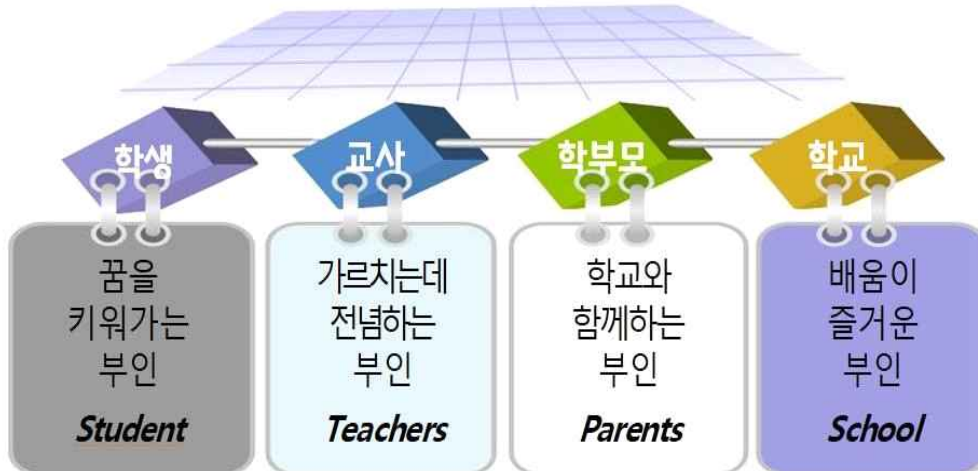 학생
교사
학부모
학교
꿈을
키워가는
부인
Student
가르치는데
전념하는
부인
Teachers
학교와
함께하는
부인
Parents
배움이
즐거운
부인
School